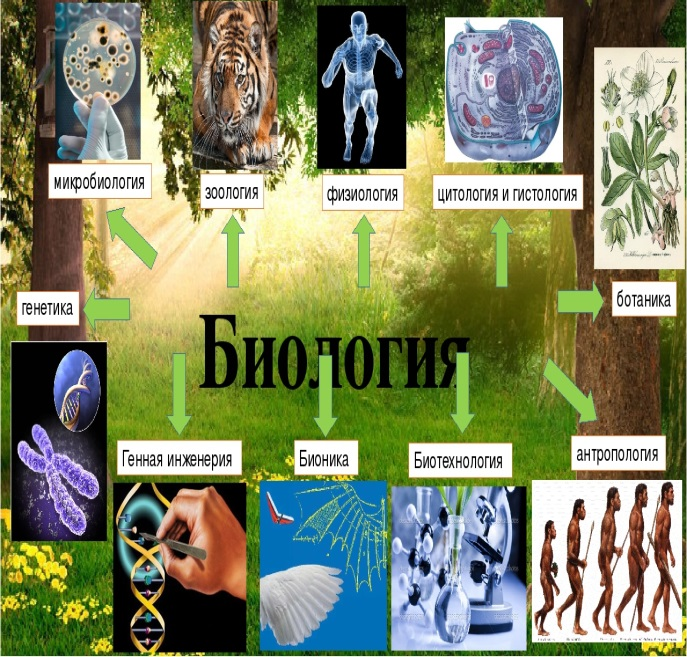 микробиология
зоология
физиология
цитология и гистология
генетика
ботаника
Биология
Генная инженерия
Бионика
Биотехнология
антропология